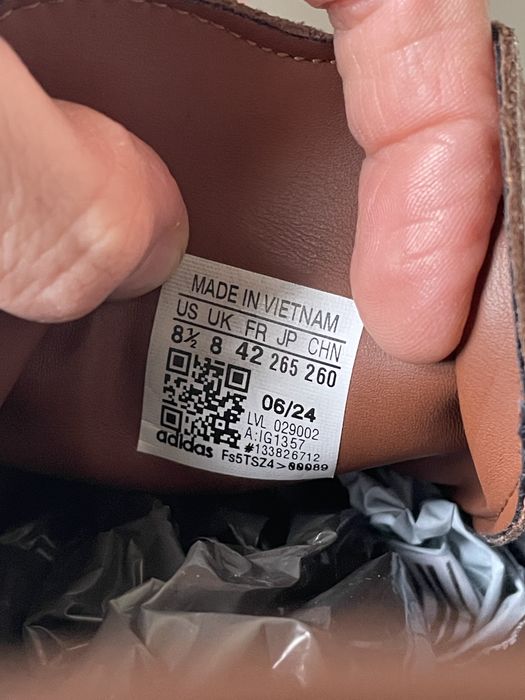 MADE IN VIETNAM
US UK FR JP CHN
8½ 8 42 265 260
06/24
LVL 029002
A:IG1357
#133826712
adidas Fs5TSZ4>00089